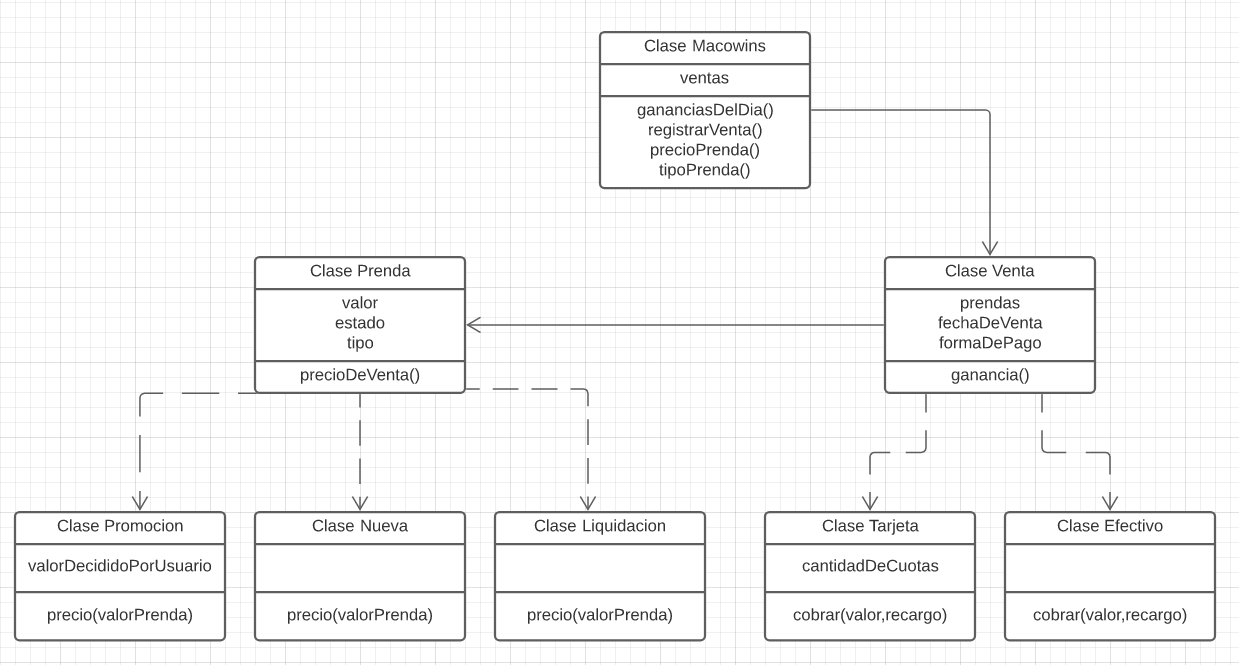 Clase Macowins
ventas
gananciasDelDia()
registrarVenta()
precioPrenda()
tipoPrenda()
Clase Prenda
valor
estado
tipo
precioDeVenta()
Clase Venta
prendas
fechaDeVenta
formaDePago
ganancia()
Clase Promocion
valorDecididoPorUsuario
precio(valorPrenda)
Clase Nueva
precio(valorPrenda)
Clase Liquidacion
precio(valorPrenda)
Clase Tarjeta
cantidadDeCuotas
cobrar(valor,recargo)
Clase Efectivo
cobrar(valor,recargo)